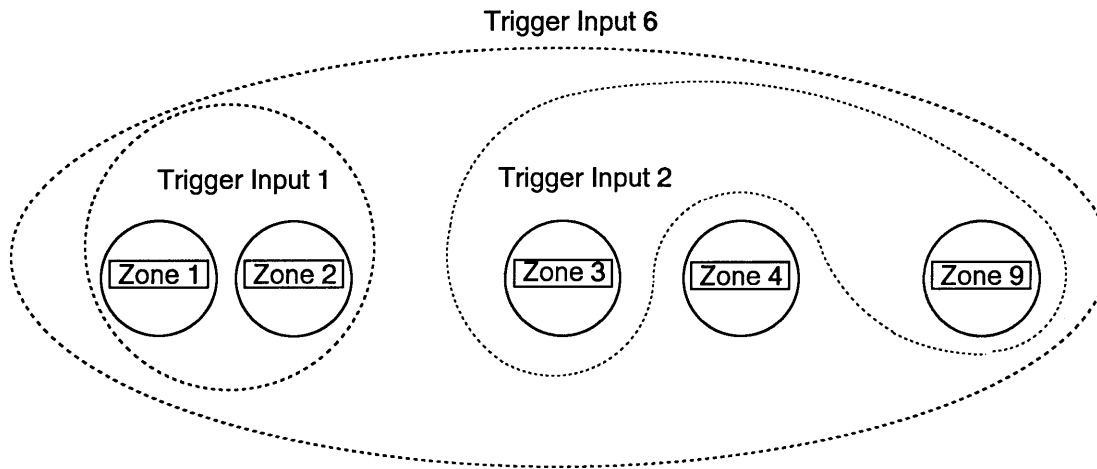 Trigger Input 6
Trigger Input 1
Trigger Input 2
Zone 1
Zone 2
Zone 3
Zone 4
Zone 9